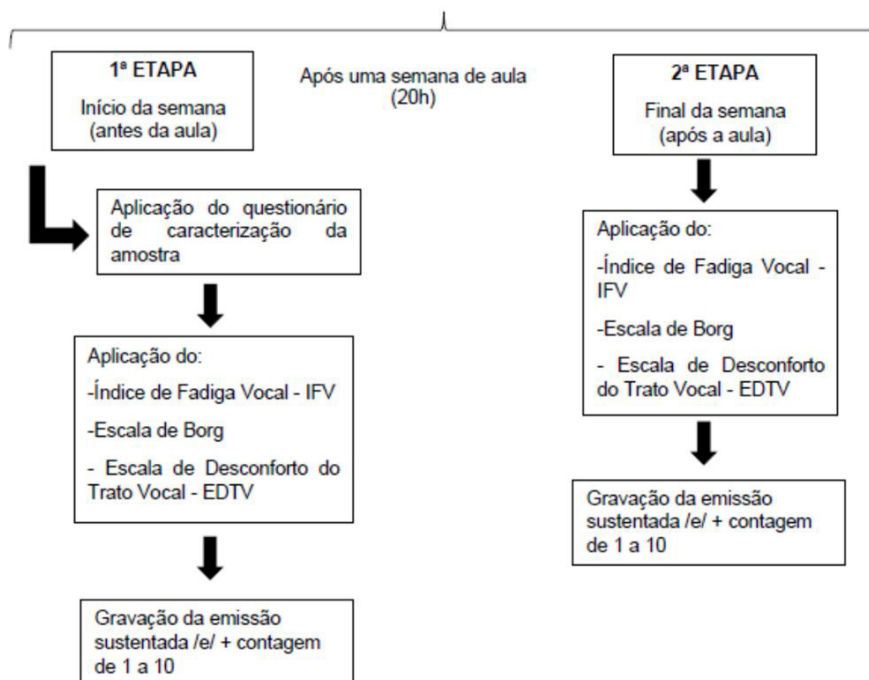 1ª ETAPA
Início da semana
(antes da aula)
Após uma semana de aula
(20h)
2ª ETAPA
Final da semana
(após a aula)
Aplicação do questionário
de caracterização da
amostra
Aplicação do:
-Índice de Fadiga Vocal - IFV
-Escala de Borg
- Escala de Desconforto do
Trato Vocal - EDTV
Gravação da emissão
sustentada /e/ + contagem
de 1 a 10
Aplicação do:
-Índice de Fadiga Vocal -
IFV
-Escala de Borg
- Escala de Desconforto
do Trato Vocal - EDTV
Gravação da emissão
sustentada /e/ + contagem
de 1 a 10